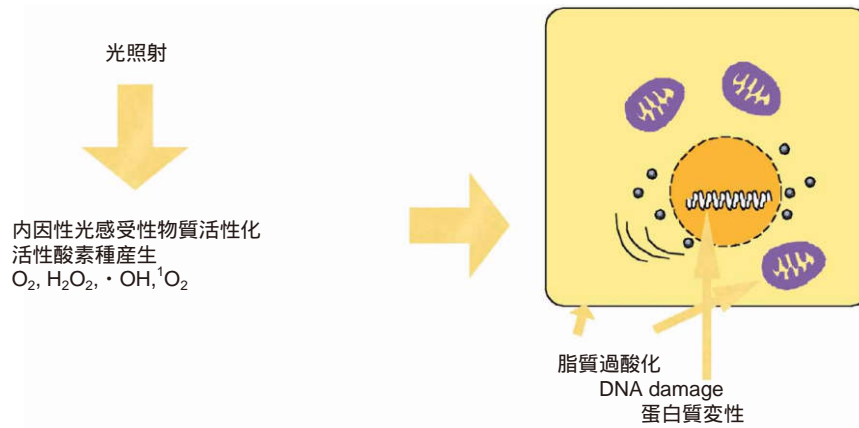 光照射
内因性光感受性物質活性化
活性酸素種産生
O₂, H₂O₂, ・OH,¹O₂
脂質過酸化
DNA damage
蛋白質変性